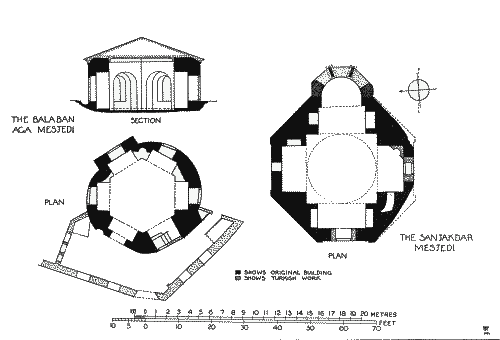 THE BALABAN
AGA MESJEDI
SECTION
PLAN
THE SANJAKDAR
MESJEDI
PLAN
SHOWS ORIGINAL BUILDING
SHOWS TURKISH WORK
0 1 2 3 4 5 6 7 8 9 10 11 12 13 14 15 16 17 18 19 20 METRES
10 5 0 10 20 30 40 50 60 70 FEET